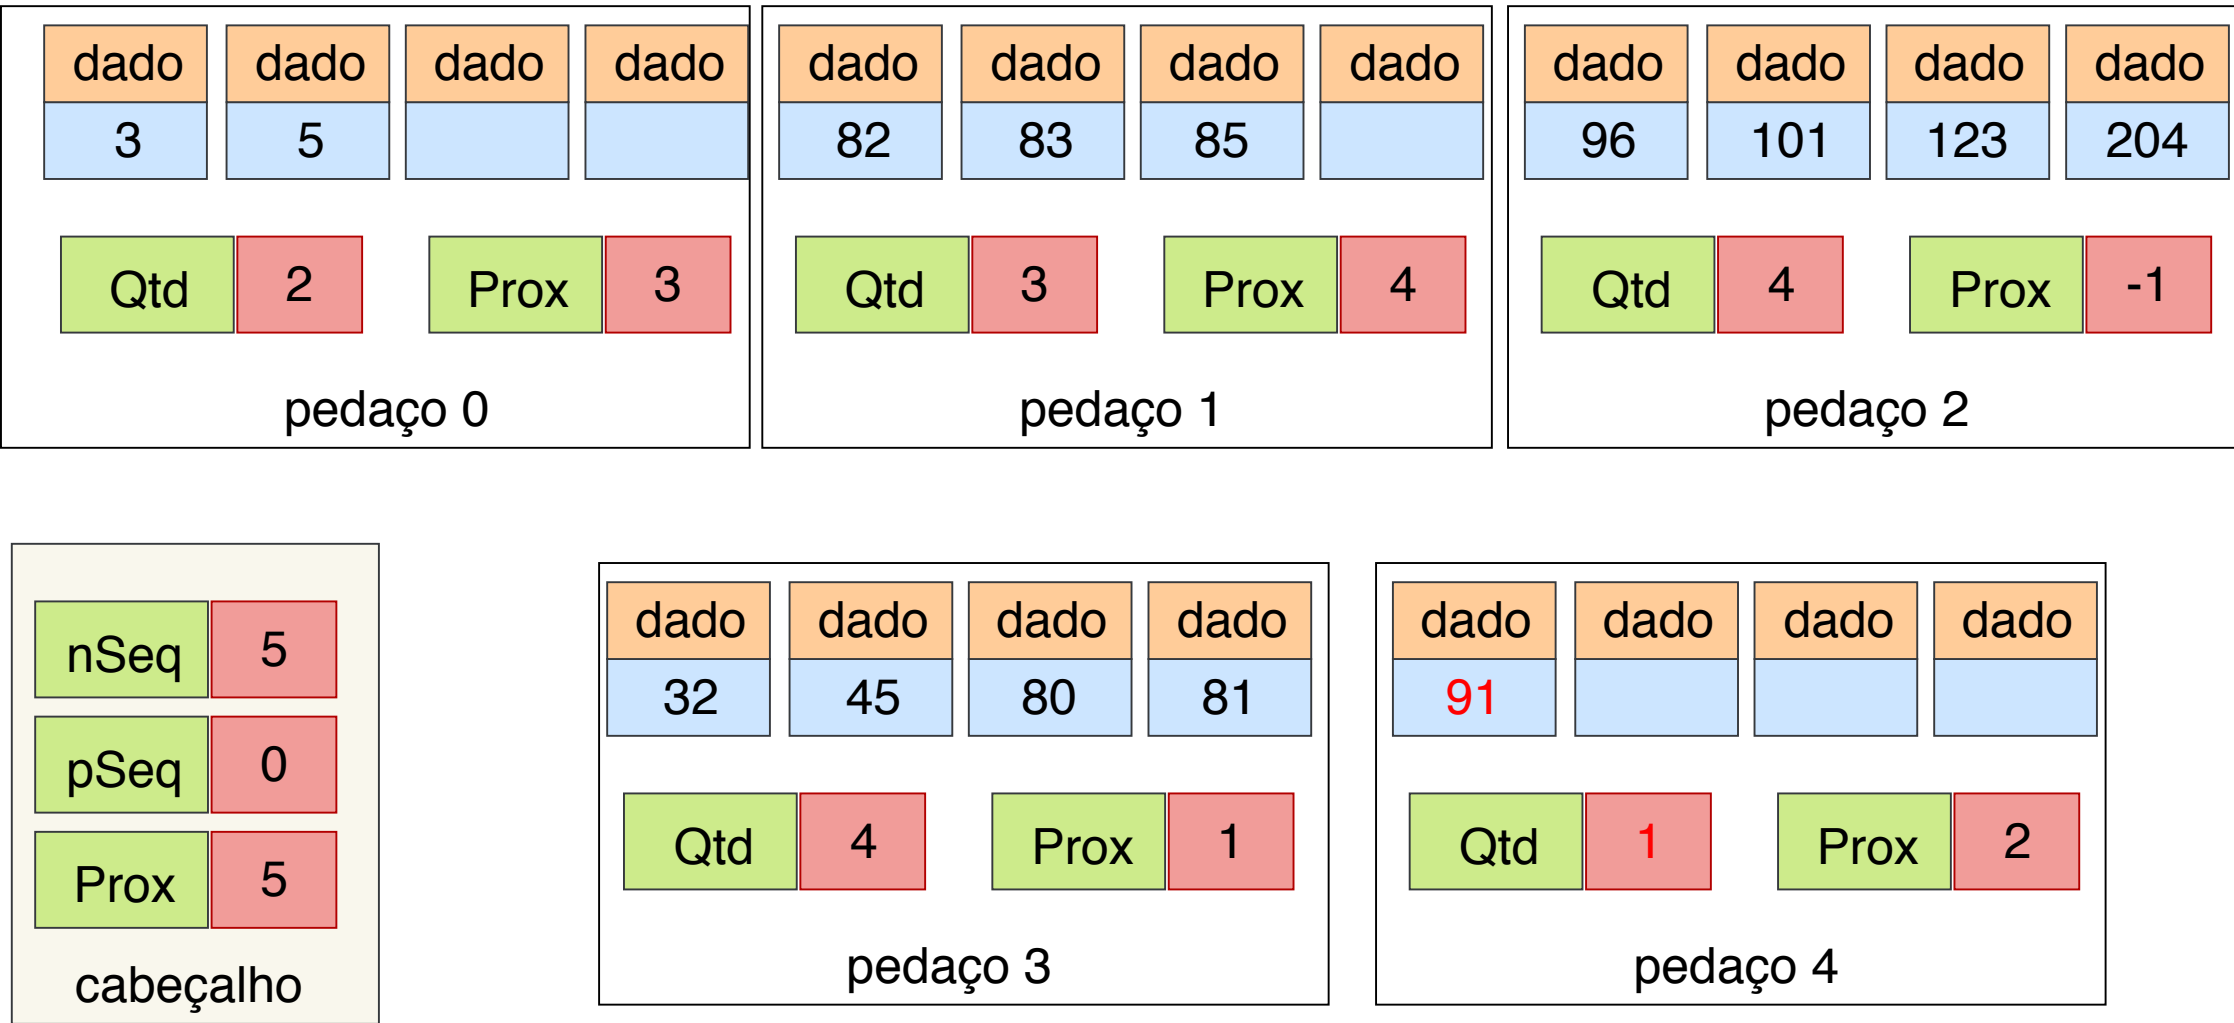 dado dado dado dado
3 5
Qtd 2 Prox 3
pedaço 0
dado dado dado dado
82 83 85
Qtd 3 Prox 4
pedaço 1
dado dado dado dado
96 101 123 204
Qtd 4 Prox -1
pedaço 2
nSeq 5
pSeq 0
Prox 5
cabeçalho
dado dado dado dado
32 45 80 81
Qtd 4 Prox 1
pedaço 3
dado dado dado dado
91
Qtd 1 Prox 2
pedaço 4